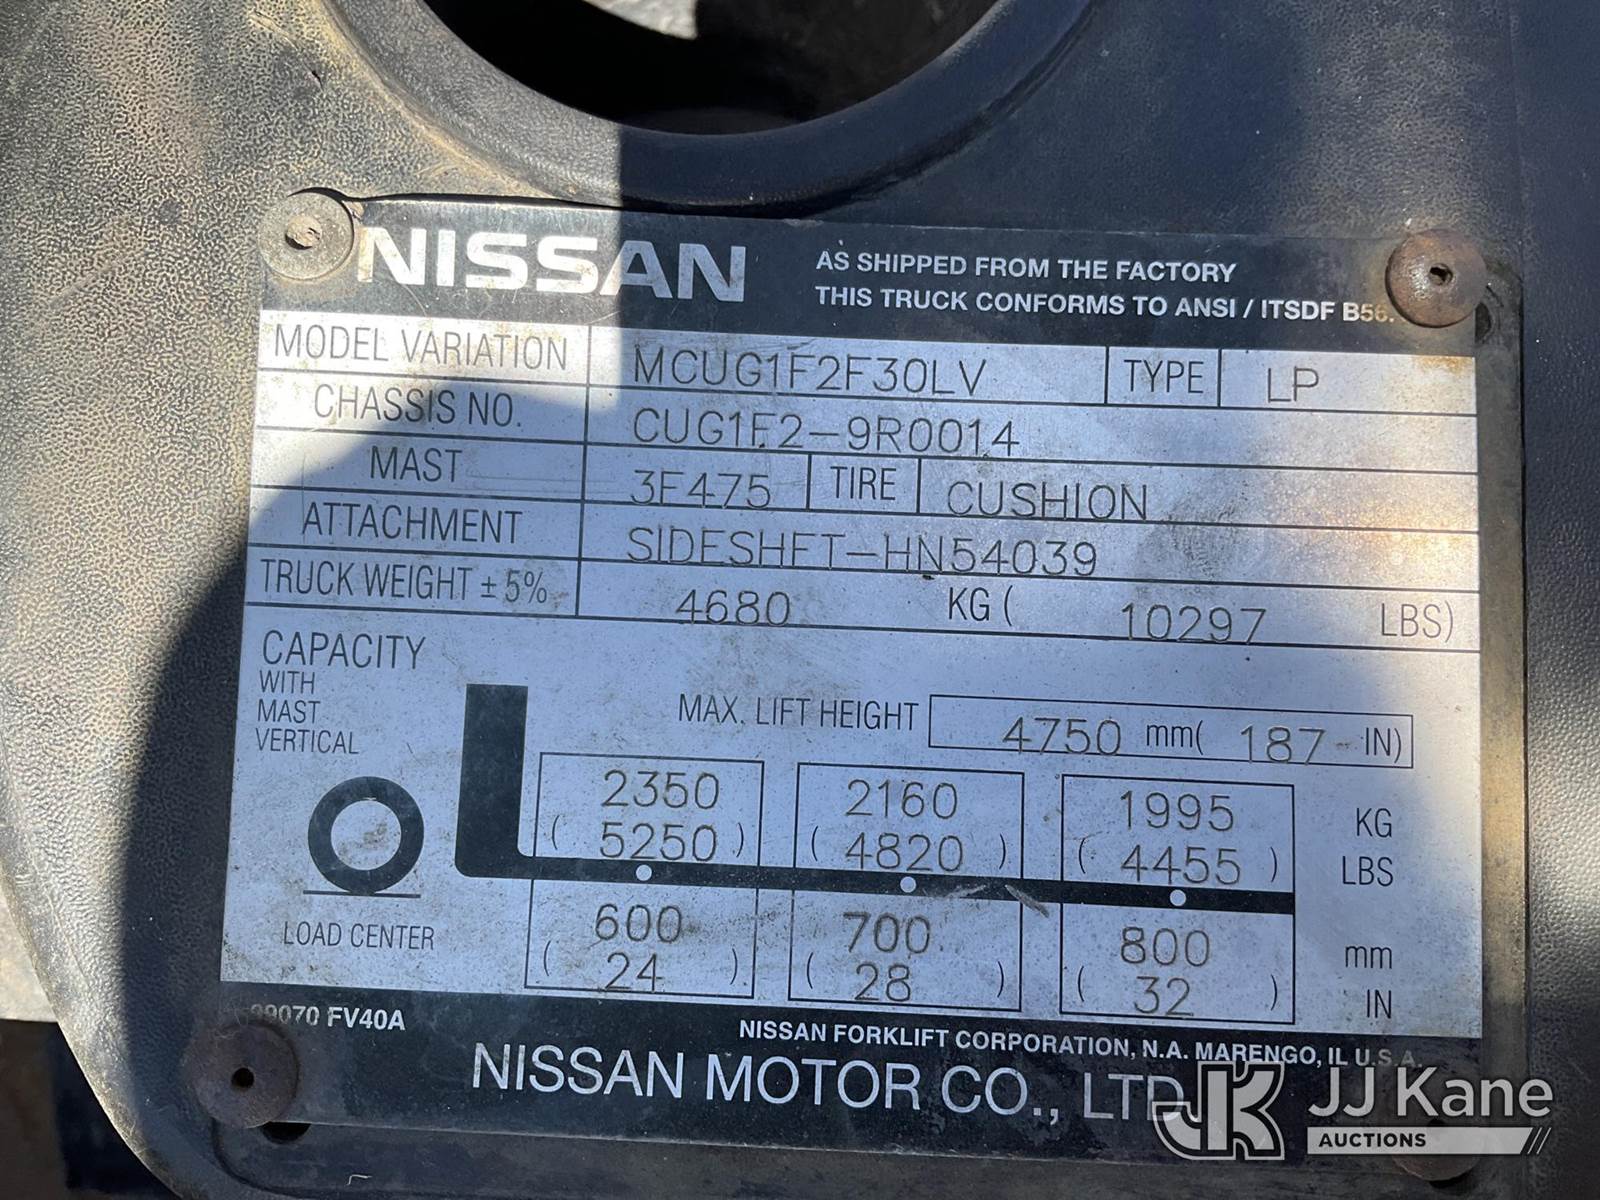 NISSAN
AS SHIPPED FROM THE FACTORY
THIS TRUCK CONFORMS TO ANSI / ITSDF B56.
MODEL VARIATION MCUG1F2F30LV TYPE LP
CHASSIS NO. CUG1F2-9R0014
MAST 3F475 TIRE CUSHION
ATTACHMENT SIDESHFT-HN54039
TRUCK WEIGHT ± 5% 4680 KG ( 10297 LBS)
CAPACITY
WITH
MAST
VERTICAL
MAX. LIFT HEIGHT 4750 mm( 187 IN)
2350 2160 1995 KG
( 5250 ) ( 4820 ) ( 4455 ) LBS
LOAD CENTER
600 700 800 mm
( 24 ) ( 28 ) ( 32 ) IN
FV40A
NISSAN FORKLIFT CORPORATION, N.A. MARENGO, IL U.S.A.
NISSAN MOTOR CO., LTD
JK JJ Kane
AUCTIONS